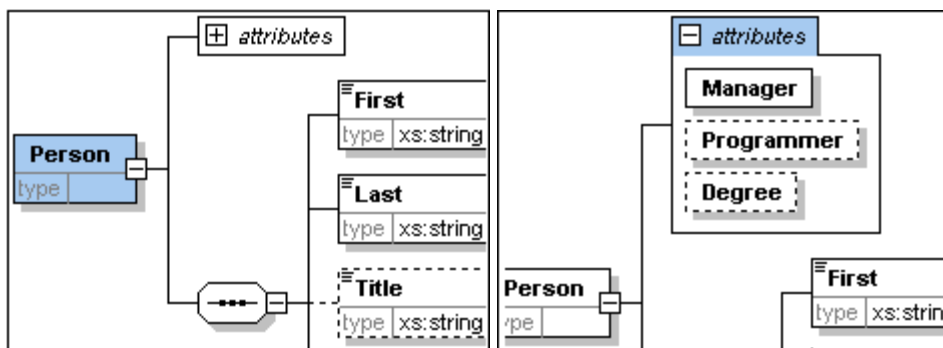 attributes
First
type xs:string
Person
type
Last
type xs:string
Title
type xs:string
attributes
Manager
Programmer
Degree
Person
ype
First
type xs:strin